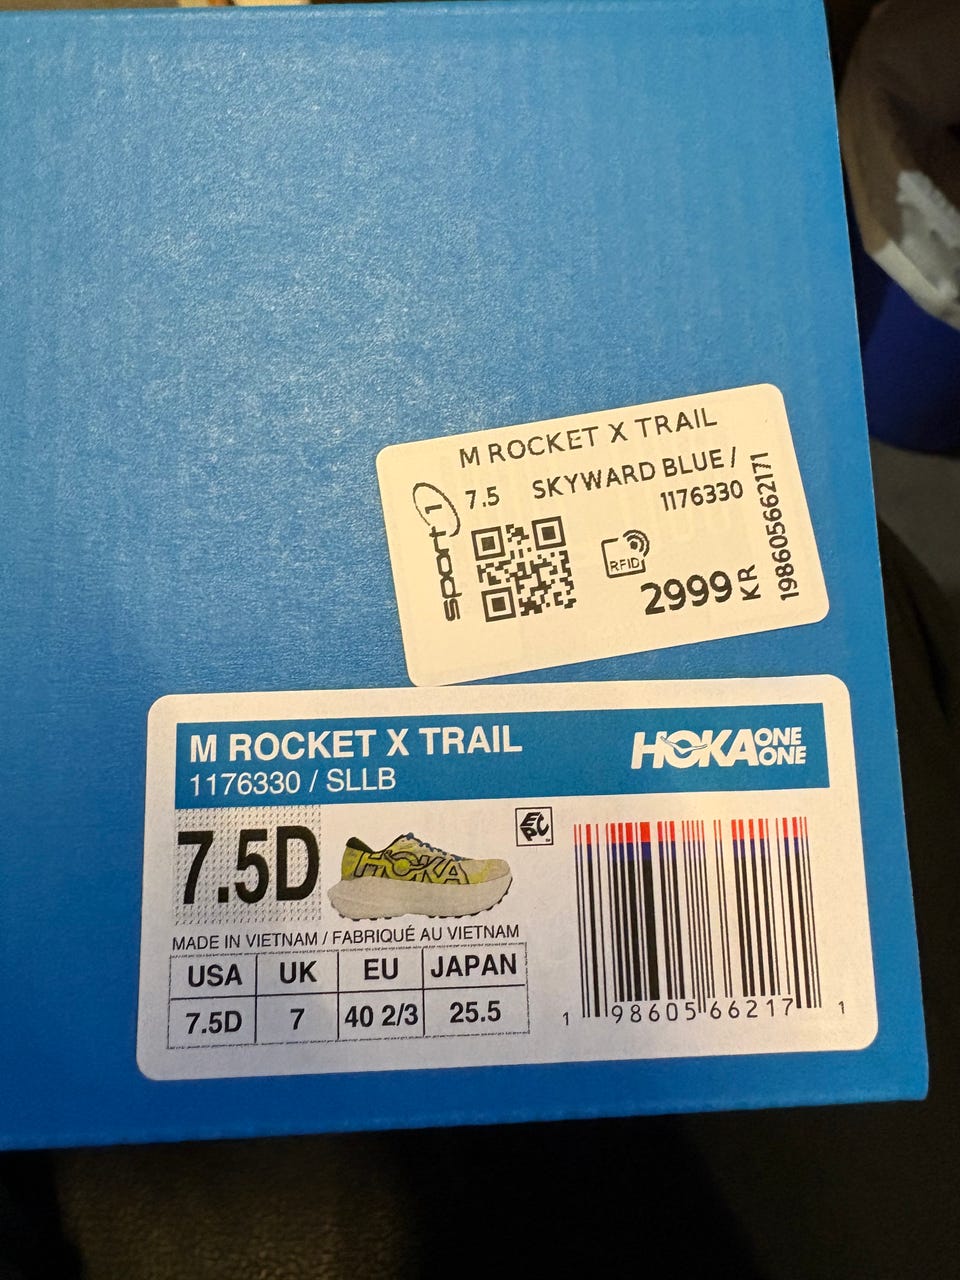 M ROCKET X TRAIL
7.5 SKYWARD BLUE /
1176330
sport1
RFID
2999 KR
198605662171
M ROCKET X TRAIL
1176330 / SLLB
HOKA ONE ONE
7.5D
HOKA
EPC
MADE IN VIETNAM / FABRIQUÉ AU VIETNAM
USA UK EU JAPAN
7.5D 7 40 2/3 25.5
1 98605 66217 1